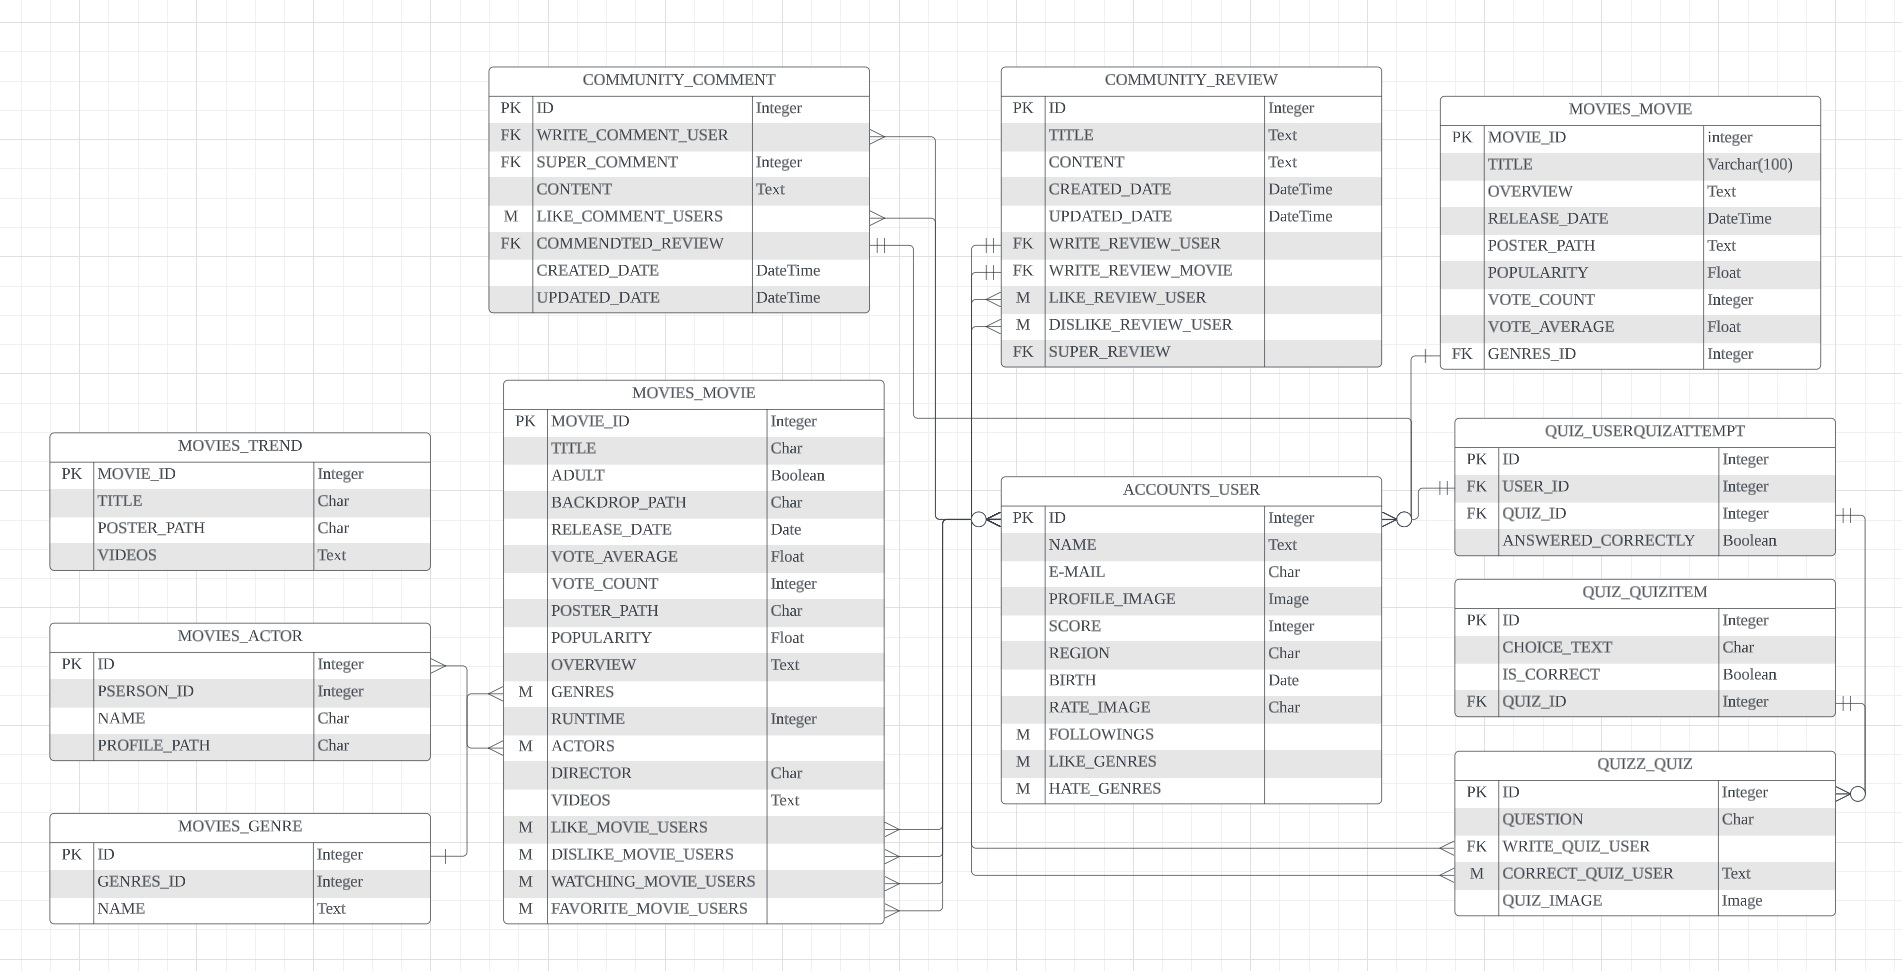 COMMUNITY_COMMENT
PK ID Integer
FK WRITE_COMMENT_USER
FK SUPER_COMMENT Integer
CONTENT Text
M LIKE_COMMENT_USERS
FK COMMENDTED_REVIEW
CREATED_DATE DateTime
UPDATED_DATE DateTime
COMMUNITY_REVIEW
PK ID Integer
TITLE Text
CONTENT Text
CREATED_DATE DateTime
UPDATED_DATE DateTime
FK WRITE_REVIEW_USER
FK WRITE_REVIEW_MOVIE
M LIKE_REVIEW_USER
M DISLIKE_REVIEW_USER
FK SUPER_REVIEW
MOVIES_MOVIE
PK MOVIE_ID integer
TITLE Varchar(100)
OVERVIEW Text
RELEASE_DATE DateTime
POSTER_PATH Text
POPULARITY Float
VOTE_COUNT Integer
VOTE_AVERAGE Float
FK GENRES_ID Integer
MOVIES_TREND
PK MOVIE_ID Integer
TITLE Char
POSTER_PATH Char
VIDEOS Text
MOVIES_ACTOR
PK ID Integer
PSERSON_ID Integer
NAME Char
PROFILE_PATH Char
MOVIES_GENRE
PK ID Integer
GENRES_ID Integer
NAME Text
MOVIES_MOVIE
PK MOVIE_ID Integer
TITLE Char
ADULT Boolean
BACKDROP_PATH Char
RELEASE_DATE Date
VOTE_AVERAGE Float
VOTE_COUNT Integer
POSTER_PATH Char
POPULARITY Float
OVERVIEW Text
M GENRES
RUNTIME Integer
M ACTORS
DIRECTOR Char
VIDEOS Text
M LIKE_MOVIE_USERS
M DISLIKE_MOVIE_USERS
M WATCHING_MOVIE_USERS
M FAVORITE_MOVIE_USERS
ACCOUNTS_USER
PK ID Integer
NAME Text
E-MAIL Char
PROFILE_IMAGE Image
SCORE Integer
REGION Char
BIRTH Date
RATE_IMAGE Char
M FOLLOWINGS
M LIKE_GENRES
M HATE_GENRES
QUIZ_USERQUIZATTEMPT
PK ID Integer
FK USER_ID Integer
FK QUIZ_ID Integer
ANSWERED_CORRECTLY Boolean
QUIZ_QUIZITEM
PK ID Integer
CHOICE_TEXT Char
IS_CORRECT Boolean
FK QUIZ_ID Integer
QUIZZ_QUIZ
PK ID Integer
QUESTION Char
FK WRITE_QUIZ_USER
M CORRECT_QUIZ_USER Text
QUIZ_IMAGE Image